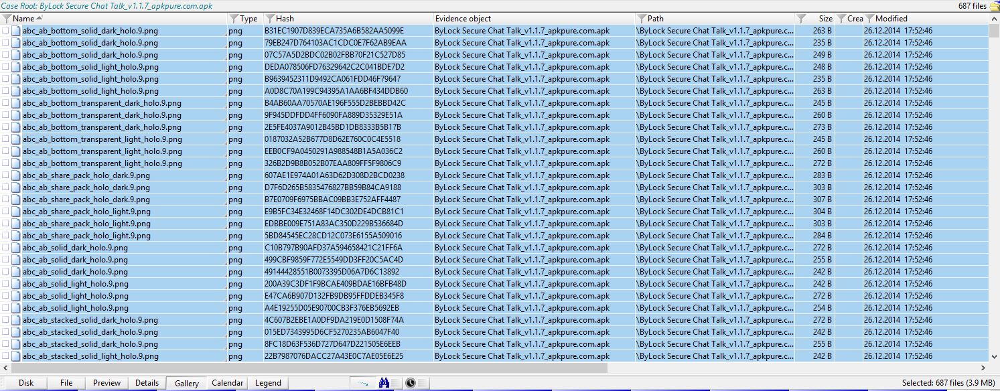 Case Root: ByLock Secure Chat Talk_v1.1.7_apkpure.com.apk 687 files
Name Type Hash Evidence object Path Size Crea Modified
abc_ab_bottom_solid_dark_holo.9.png png B31EC1907D839ECA735A6B582AA5099E ByLock Secure Chat Talk_v1.1.7_apkpure.com.apk \ByLock Secure Chat Talk_v1.1.7_apkpure.c... 263 B 26.12.2014 17:52:46
abc_ab_bottom_solid_dark_holo.9.png png 79EB247D764103AC1CDC0E7F62AB9EAA ByLock Secure Chat Talk_v1.1.7_apkpure.com.apk \ByLock Secure Chat Talk_v1.1.7_apkpure.c... 235 B 26.12.2014 17:52:46
abc_ab_bottom_solid_dark_holo.9.png png 07C57A5D2BDC02B02FBB70F21C527D85 ByLock Secure Chat Talk_v1.1.7_apkpure.com.apk \ByLock Secure Chat Talk_v1.1.7_apkpure.c... 249 B 26.12.2014 17:52:46
abc_ab_bottom_solid_light_holo.9.png png DEDA078506FD76329642C2C041BDE7D2 ByLock Secure Chat Talk_v1.1.7_apkpure.com.apk \ByLock Secure Chat Talk_v1.1.7_apkpure.c... 248 B 26.12.2014 17:52:46
abc_ab_bottom_solid_light_holo.9.png png B9639452311D9492CA061FDD46F79647 ByLock Secure Chat Talk_v1.1.7_apkpure.com.apk \ByLock Secure Chat Talk_v1.1.7_apkpure.c... 235 B 26.12.2014 17:52:46
abc_ab_bottom_solid_light_holo.9.png png A0D8C70A199C94395A1AA6BF434DDB60 ByLock Secure Chat Talk_v1.1.7_apkpure.com.apk \ByLock Secure Chat Talk_v1.1.7_apkpure.c... 263 B 26.12.2014 17:52:46
abc_ab_bottom_transparent_dark_holo.9.png png B4AB60AA70570AE196F555D2BEBBD42C ByLock Secure Chat Talk_v1.1.7_apkpure.com.apk \ByLock Secure Chat Talk_v1.1.7_apkpure.c... 245 B 26.12.2014 17:52:46
abc_ab_bottom_transparent_dark_holo.9.png png 9F945DDFDD4FF6090FA889D35329E51A ByLock Secure Chat Talk_v1.1.7_apkpure.com.apk \ByLock Secure Chat Talk_v1.1.7_apkpure.c... 260 B 26.12.2014 17:52:46
abc_ab_bottom_transparent_dark_holo.9.png png 2E5FE4037A9012B45BD1DB8333B5B17B ByLock Secure Chat Talk_v1.1.7_apkpure.com.apk \ByLock Secure Chat Talk_v1.1.7_apkpure.c... 273 B 26.12.2014 17:52:46
abc_ab_bottom_transparent_light_holo.9.png png 0187032A52B677D8D62E760C0C4E5518 ByLock Secure Chat Talk_v1.1.7_apkpure.com.apk \ByLock Secure Chat Talk_v1.1.7_apkpure.c... 245 B 26.12.2014 17:52:46
abc_ab_bottom_transparent_light_holo.9.png png EEB0CF9A0450291A988548B1A5A036C2 ByLock Secure Chat Talk_v1.1.7_apkpure.com.apk \ByLock Secure Chat Talk_v1.1.7_apkpure.c... 260 B 26.12.2014 17:52:46
abc_ab_bottom_transparent_light_holo.9.png png 326B2D9B8B052B07EAA809FF5F9806C9 ByLock Secure Chat Talk_v1.1.7_apkpure.com.apk \ByLock Secure Chat Talk_v1.1.7_apkpure.c... 272 B 26.12.2014 17:52:46
abc_ab_share_pack_holo_dark.9.png png 607AE1E974A01A63D62D308D2BCD0238 ByLock Secure Chat Talk_v1.1.7_apkpure.com.apk \ByLock Secure Chat Talk_v1.1.7_apkpure.c... 283 B 26.12.2014 17:52:46
abc_ab_share_pack_holo_dark.9.png png D7F6D265B5835476827BB59B84CA9188 ByLock Secure Chat Talk_v1.1.7_apkpure.com.apk \ByLock Secure Chat Talk_v1.1.7_apkpure.c... 303 B 26.12.2014 17:52:46
abc_ab_share_pack_holo_dark.9.png png B7E0709F6975BBAC09BB3E752AFF4487 ByLock Secure Chat Talk_v1.1.7_apkpure.com.apk \ByLock Secure Chat Talk_v1.1.7_apkpure.c... 307 B 26.12.2014 17:52:46
abc_ab_share_pack_holo_light.9.png png E9B5FC34E32468F14DC302DE4DCB81C1 ByLock Secure Chat Talk_v1.1.7_apkpure.com.apk \ByLock Secure Chat Talk_v1.1.7_apkpure.c... 304 B 26.12.2014 17:52:46
abc_ab_share_pack_holo_light.9.png png EDBBE009E751A83AC350D229B536684D ByLock Secure Chat Talk_v1.1.7_apkpure.com.apk \ByLock Secure Chat Talk_v1.1.7_apkpure.c... 303 B 26.12.2014 17:52:46
abc_ab_share_pack_holo_light.9.png png 5BD84545EC28CD12C073E6155A509016 ByLock Secure Chat Talk_v1.1.7_apkpure.com.apk \ByLock Secure Chat Talk_v1.1.7_apkpure.c... 284 B 26.12.2014 17:52:46
abc_ab_solid_dark_holo.9.png png C10B797B90AFD37A594658421C21FF6A ByLock Secure Chat Talk_v1.1.7_apkpure.com.apk \ByLock Secure Chat Talk_v1.1.7_apkpure.c... 272 B 26.12.2014 17:52:46
abc_ab_solid_dark_holo.9.png png 499CBF9859F772E5549DD3FF20C5AC4D ByLock Secure Chat Talk_v1.1.7_apkpure.com.apk \ByLock Secure Chat Talk_v1.1.7_apkpure.c... 255 B 26.12.2014 17:52:46
abc_ab_solid_dark_holo.9.png png 49144428551B0073395D06A7D6C13892 ByLock Secure Chat Talk_v1.1.7_apkpure.com.apk \ByLock Secure Chat Talk_v1.1.7_apkpure.c... 242 B 26.12.2014 17:52:46
abc_ab_solid_light_holo.9.png png 200A39C3DF1F9BCAE409BDAE16BFB48D ByLock Secure Chat Talk_v1.1.7_apkpure.com.apk \ByLock Secure Chat Talk_v1.1.7_apkpure.c... 242 B 26.12.2014 17:52:46
abc_ab_solid_light_holo.9.png png E47CA6B907D132FB9DB95FFDDEB345F8 ByLock Secure Chat Talk_v1.1.7_apkpure.com.apk \ByLock Secure Chat Talk_v1.1.7_apkpure.c... 272 B 26.12.2014 17:52:46
abc_ab_solid_light_holo.9.png png A4E19255D05E90700CB3F376EB5692EB ByLock Secure Chat Talk_v1.1.7_apkpure.com.apk \ByLock Secure Chat Talk_v1.1.7_apkpure.c... 254 B 26.12.2014 17:52:46
abc_ab_stacked_solid_dark_holo.9.png png 4C607B2EBE1A0DF9DA219E0D1508F74A ByLock Secure Chat Talk_v1.1.7_apkpure.com.apk \ByLock Secure Chat Talk_v1.1.7_apkpure.c... 272 B 26.12.2014 17:52:46
abc_ab_stacked_solid_dark_holo.9.png png 015ED7343995D6CF5270235AB6047F40 ByLock Secure Chat Talk_v1.1.7_apkpure.com.apk \ByLock Secure Chat Talk_v1.1.7_apkpure.c... 242 B 26.12.2014 17:52:46
abc_ab_stacked_solid_dark_holo.9.png png 8FC18D63F536D727D647D221505E6EEB ByLock Secure Chat Talk_v1.1.7_apkpure.com.apk \ByLock Secure Chat Talk_v1.1.7_apkpure.c... 255 B 26.12.2014 17:52:46
abc_ab_stacked_solid_light_holo.9.png png 22B7987076DACC27A43E0C7AE05E6E25 ByLock Secure Chat Talk_v1.1.7_apkpure.com.apk \ByLock Secure Chat Talk_v1.1.7_apkpure.c... 242 B 26.12.2014 17:52:46
Disk File Preview Details Gallery Calendar Legend Selected: 687 files (3.9 MB)